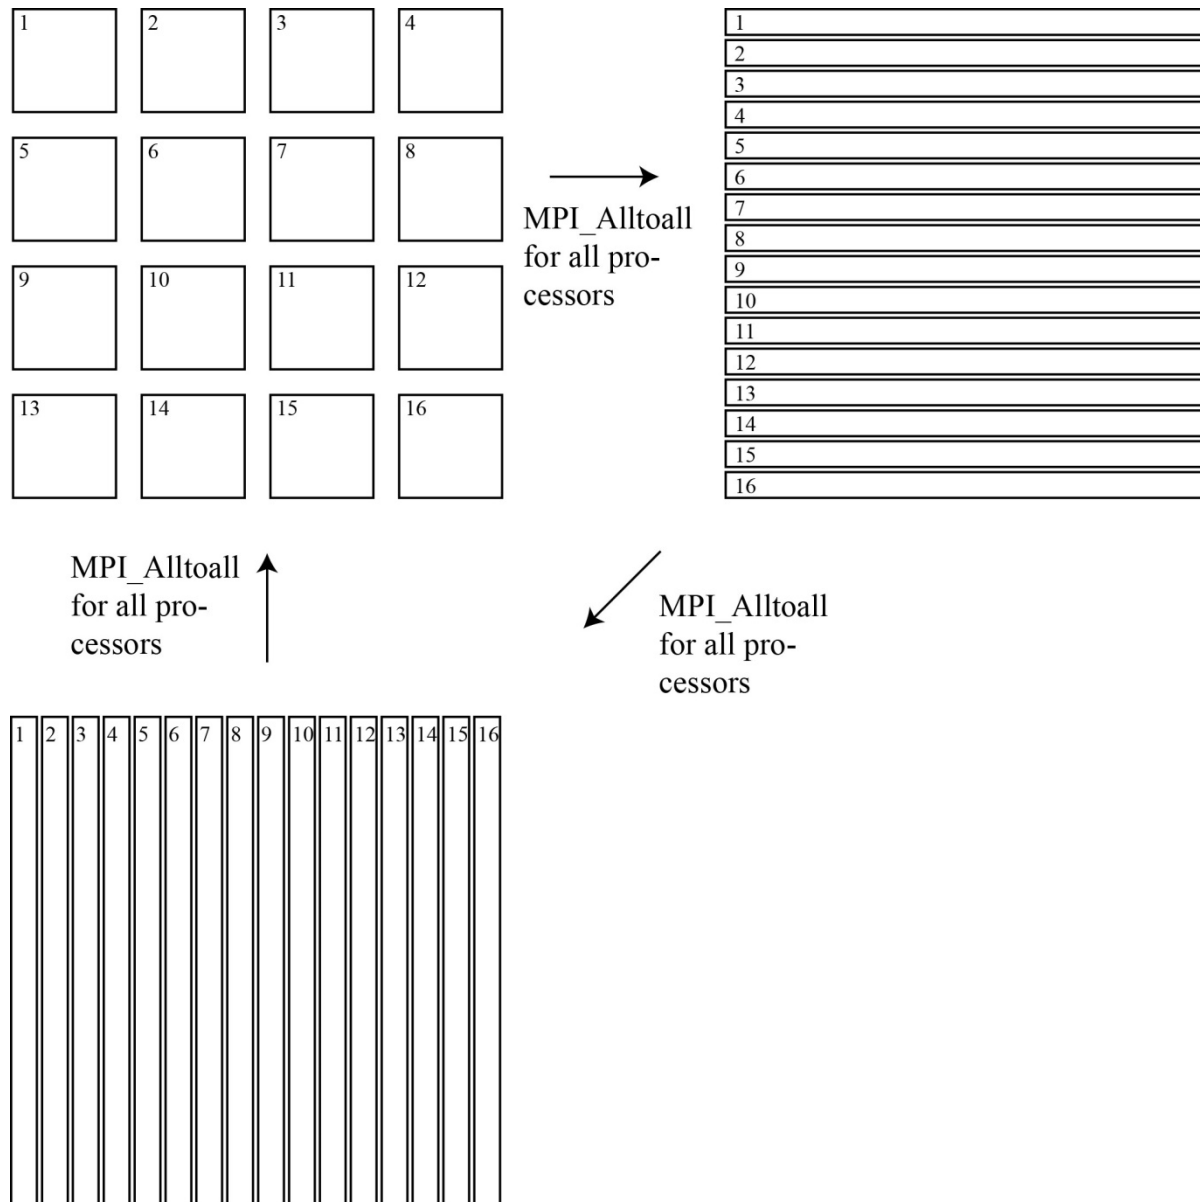 1 2 3 4
5 6 7 8
9 10 11 12
13 14 15 16
MPI_Alltoall
for all pro-
cessors
1
2
3
4
5
6
7
8
9
10
11
12
13
14
15
16
MPI_Alltoall
for all pro-
cessors
MPI_Alltoall
for all pro-
cessors
1 2 3 4 5 6 7 8 9 10 11 12 13 14 15 16